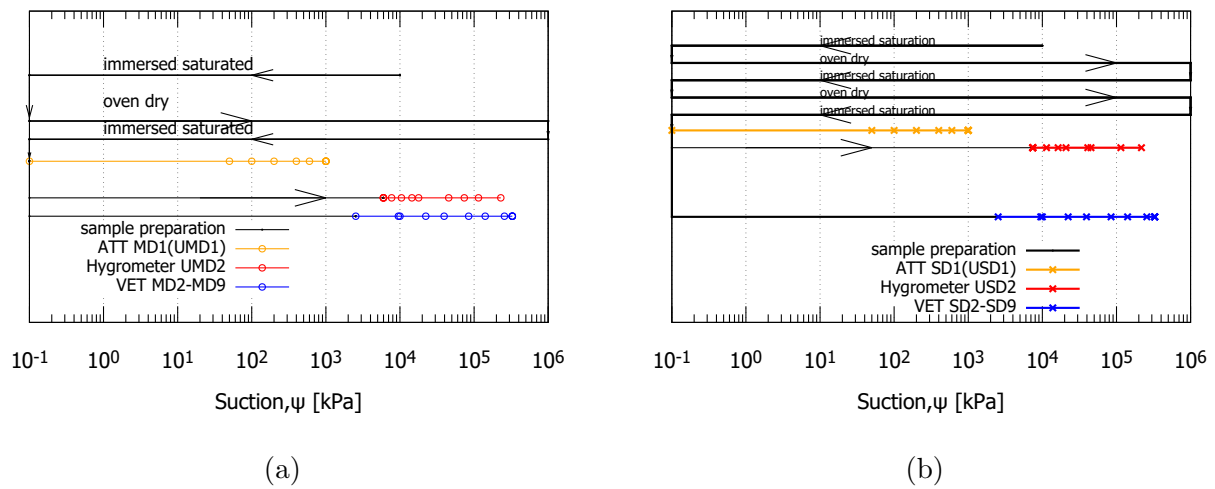 immersed saturated
oven dry
immersed saturated
sample preparation
ATT MD1(UMD1)
Hygrometer UMD2
VET MD2-MD9
10⁻¹ 10⁰ 10¹ 10² 10³ 10⁴ 10⁵ 10⁶
Suction,ψ [kPa]
(a)
immersed saturation
oven dry
immersed saturation
oven dry
immersed saturation
sample preparation
ATT SD1(USD1)
Hygrometer USD2
VET SD2-SD9
10⁻¹ 10⁰ 10¹ 10² 10³ 10⁴ 10⁵ 10⁶
Suction,ψ [kPa]
(b)